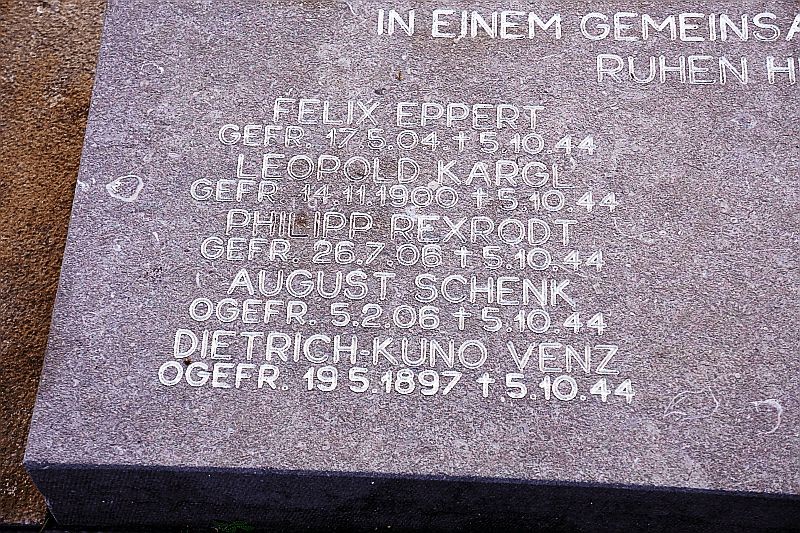 IN EINEM GEMEINSA
RUHEN HI
FELIX EPPERT
GEFR. 17.5.04 † 5.10.44
LEOPOLD KARGL
GEFR. 14.11.1900 † 5.10.44
PHILIPP REXRODT
GEFR. 26.7.06 † 5.10.44
AUGUST SCHENK
OGEFR. 5.2.06 † 5.10.44
DIETRICH-KUNO VENZ
OGEFR. 19.5.1897 † 5.10.44